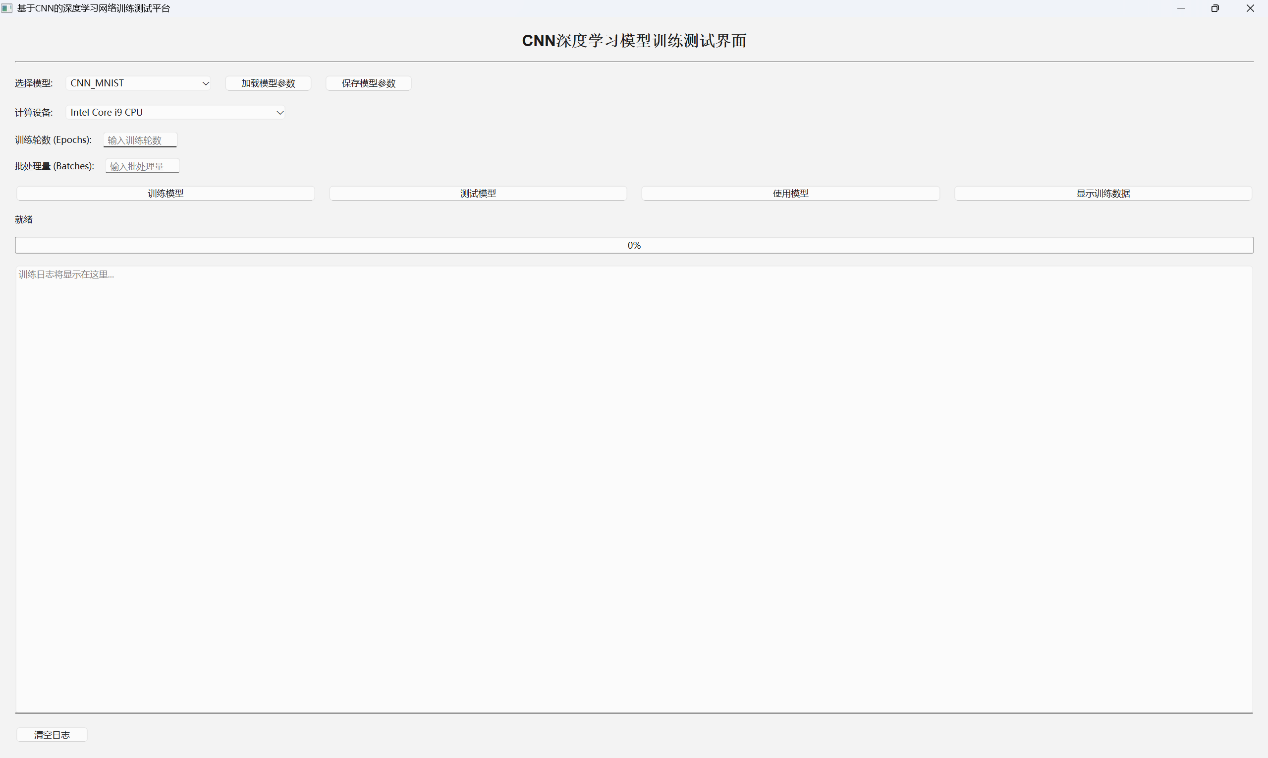 基于CNN的深度学习网络训练测试平台
CNN深度学习模型训练测试界面
选择模型: CNN_MNIST 加载模型参数 保存模型参数
计算设备: Intel Core i9 CPU
训练轮数 (Epochs): 输入训练轮数
批处理量 (Batches): 输入批处理量
训练模型 测试模型 使用模型 显示训练数据
就绪
0%
训练日志将显示在这里...
清空日志